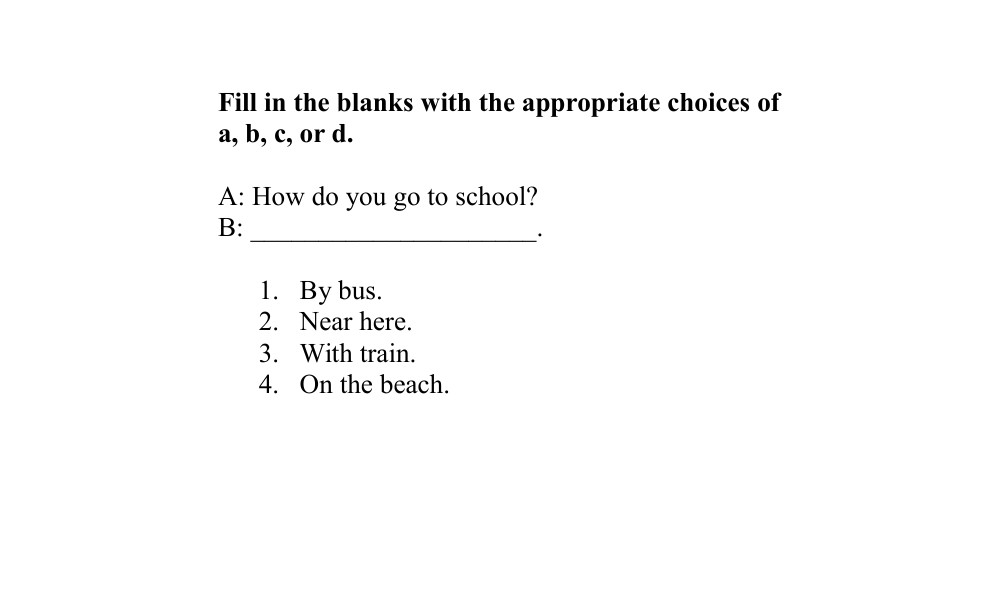 Fill in the blanks with the appropriate choices of
a, b, c, or d.
A: How do you go to school?
B: _____________________.
1. By bus.
2. Near here.
3. With train.
4. On the beach.